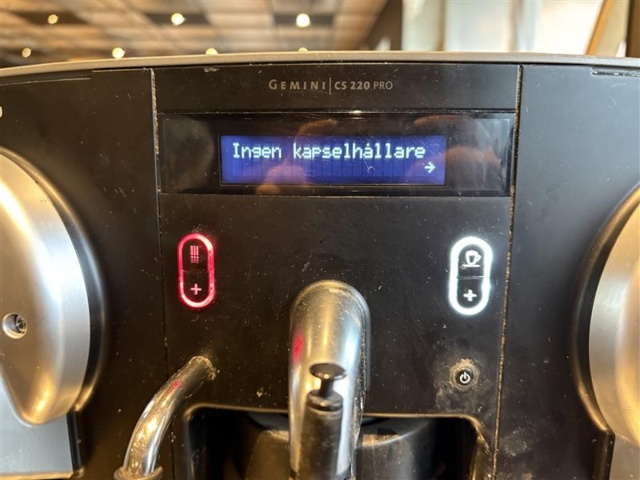 GEMINI|CS 220 PRO
Ingen kapselhållare
→
+
+